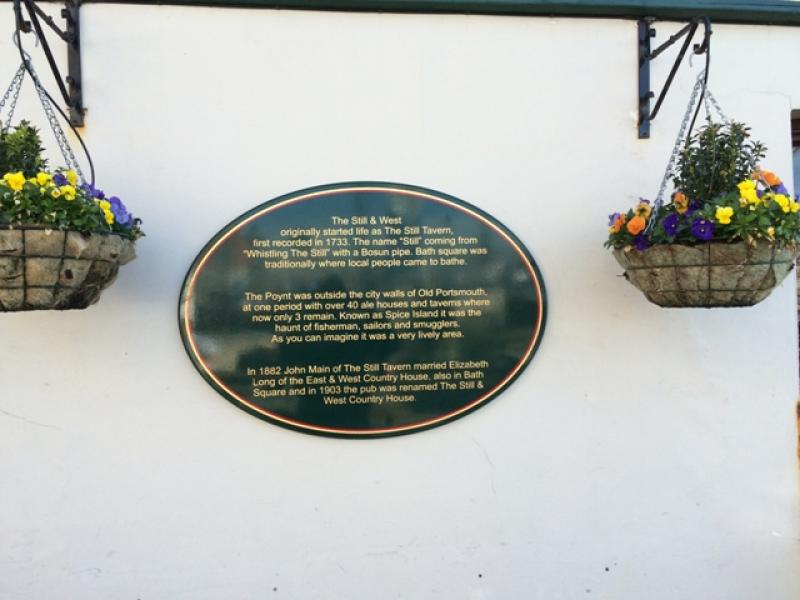 The Still & West
originally started life as The Still Tavern,
first recorded in 1733. The name "Still" coming from
"Whistling The Still" with a Bosun pipe. Bath square was
traditionally where local people came to bathe.
The Poynt was outside the city walls of Old Portsmouth,
at one period with over 40 ale houses and taverns where
now only 3 remain. Known as Spice Island it was the
haunt of fisherman, sailors and smugglers.
As you can imagine it was a very lively area.
In 1882 John Main of The Still Tavern married Elizabeth
Long of the East & West Country House, also in Bath
Square and in 1903 the pub was renamed The Still &
West Country House.